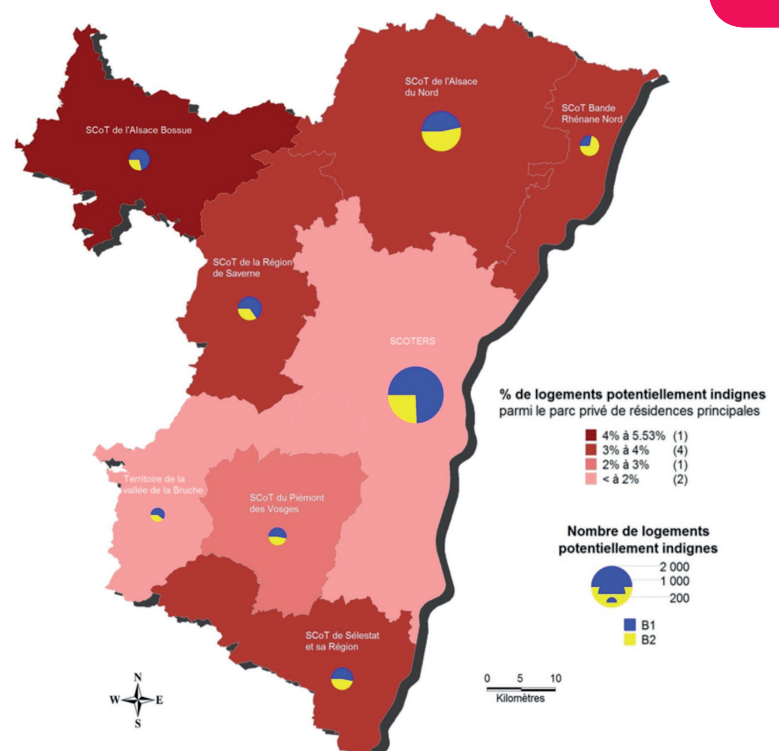 SCoT de l'Alsace
du Nord
SCoT Bande
Rhénane Nord
SCoT de l'Alsace Bossue
SCoT de la Région
de Saverne
SCOTERS
% de logements potentiellement indignes
parmi le parc privé de résidences principales
4% à 5.53% (1)
3% à 4% (4)
2% à 3% (1)
< à 2% (2)
Territoire de la
vallée de la Bruche
SCoT du Piémont
des Vosges
Nombre de logements
potentiellement indignes
2 000
1 000
200
B1
B2
SCoT de Sélestat
et sa Région
N
W E
S
0 5 10
Kilomètres